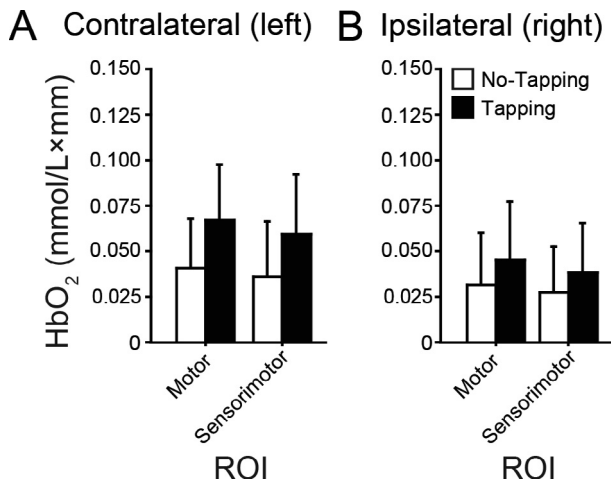 A Contralateral (left)
B Ipsilateral (right)
HbO2 (mmol/L×mm)
0.150
0.125
0.100
0.075
0.050
0.025
0
Motor
Sensorimotor
ROI
0.150
0.125
0.100
0.075
0.050
0.025
0
No-Tapping
Tapping
Motor
Sensorimotor
ROI